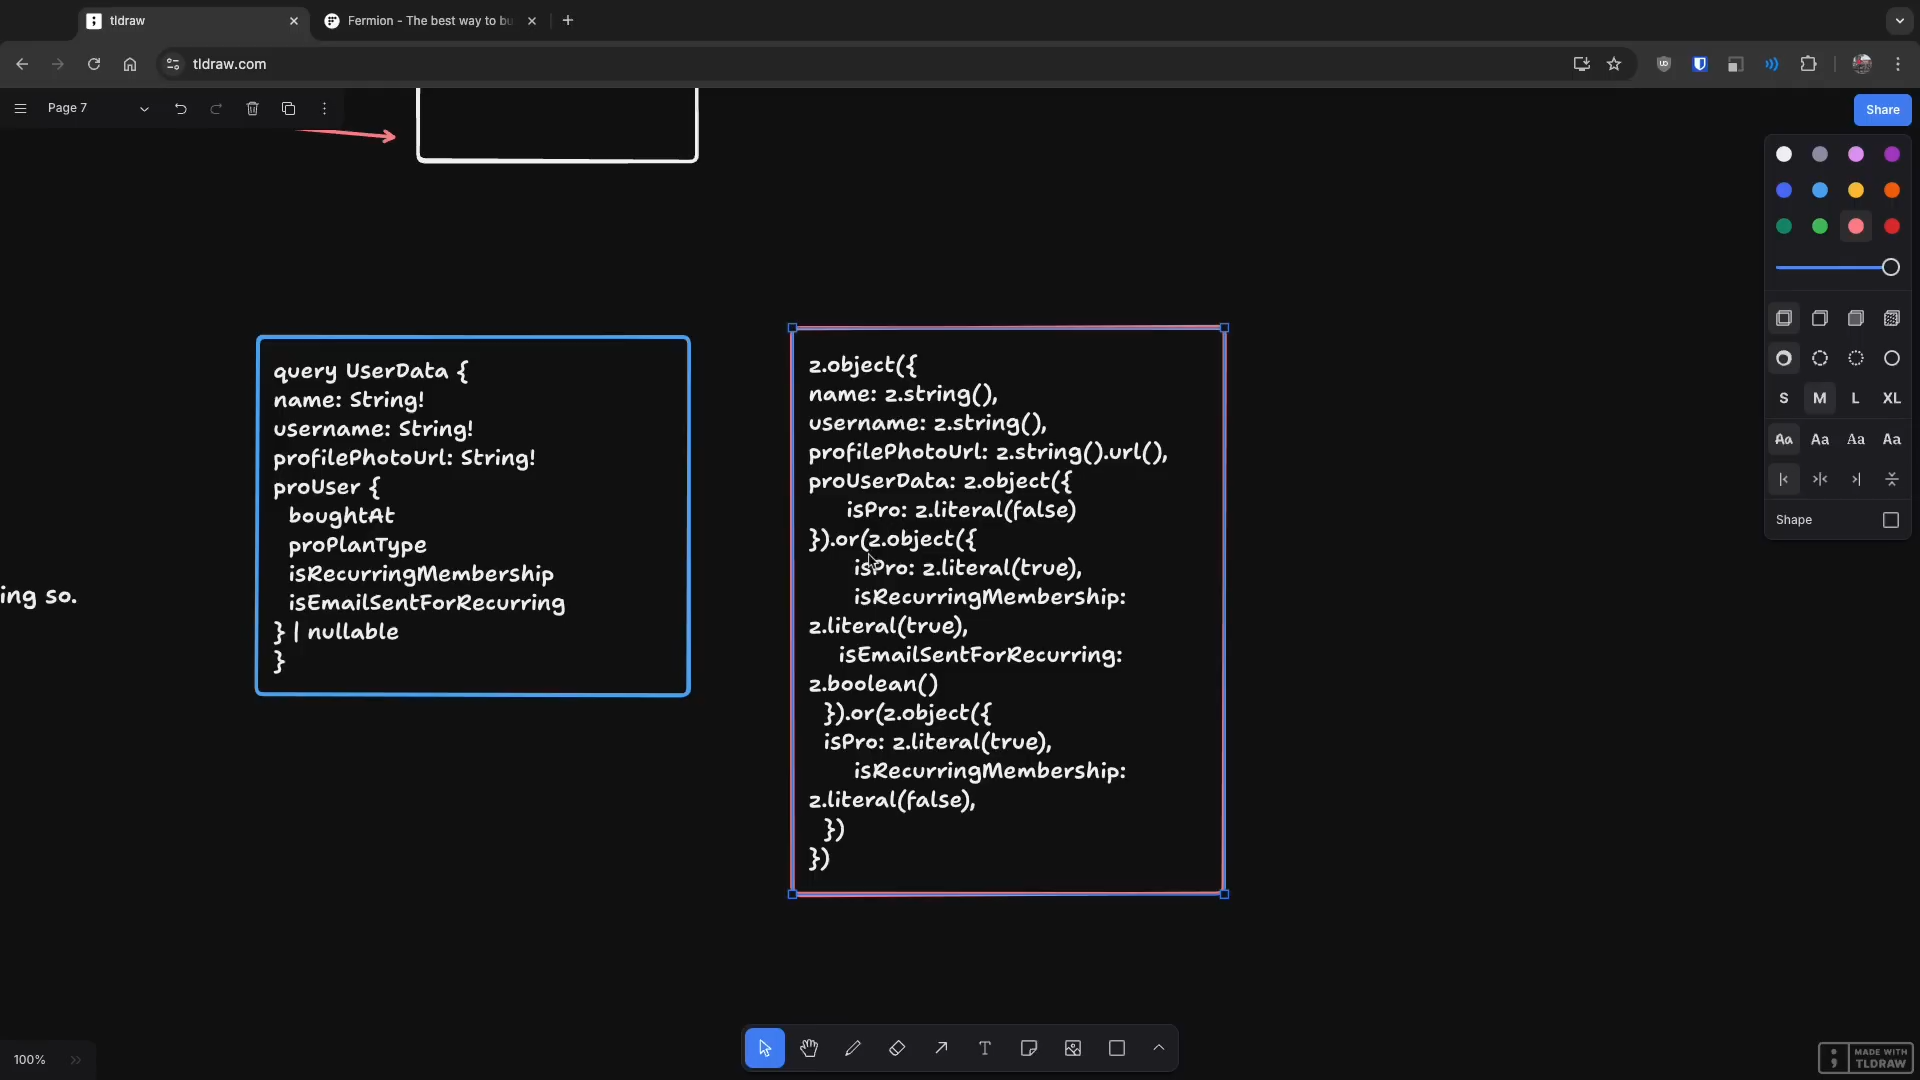 tldraw
Fermion - The best way to bu
tldraw.com
Page 7
Share
query UserData {
name: String!
username: String!
profilePhotoUrl: String!
proUser {
boughtAt
proPlanType
isRecurringMembership
isEmailSentForRecurring
} | nullable
}
ing so.
z.object({
name: z.string(),
username: z.string(),
profilePhotoUrl: z.string().url(),
proUserData: z.object({
isPro: z.literal(false)
}).or(z.object({
isPro: z.literal(true),
isRecurringMembership:
z.literal(true),
isEmailSentForRecurring:
z.boolean()
}).or(z.object({
isPro: z.literal(true),
isRecurringMembership:
z.literal(false),
})
})
S M L XL
Aa Aa Aa Aa
Shape
100%
MADE WITH
TLDRAW